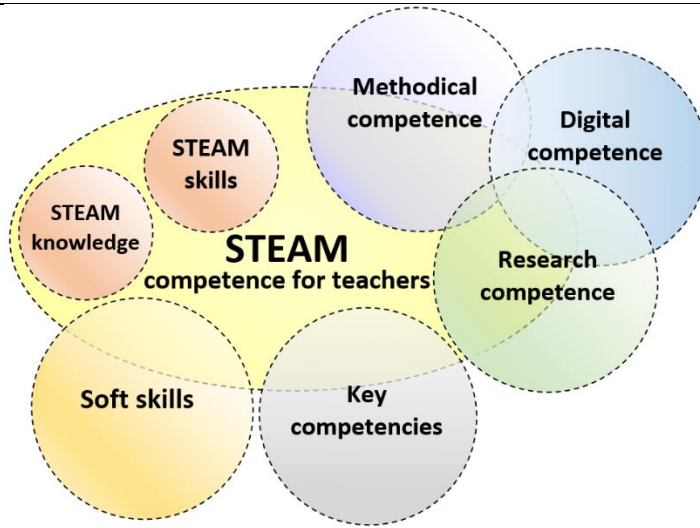 Methodical
competence
Digital
competence
STEAM
skills
STEAM
knowledge
STEAM
competence for teachers
Research
competence
Soft skills
Key
competencies